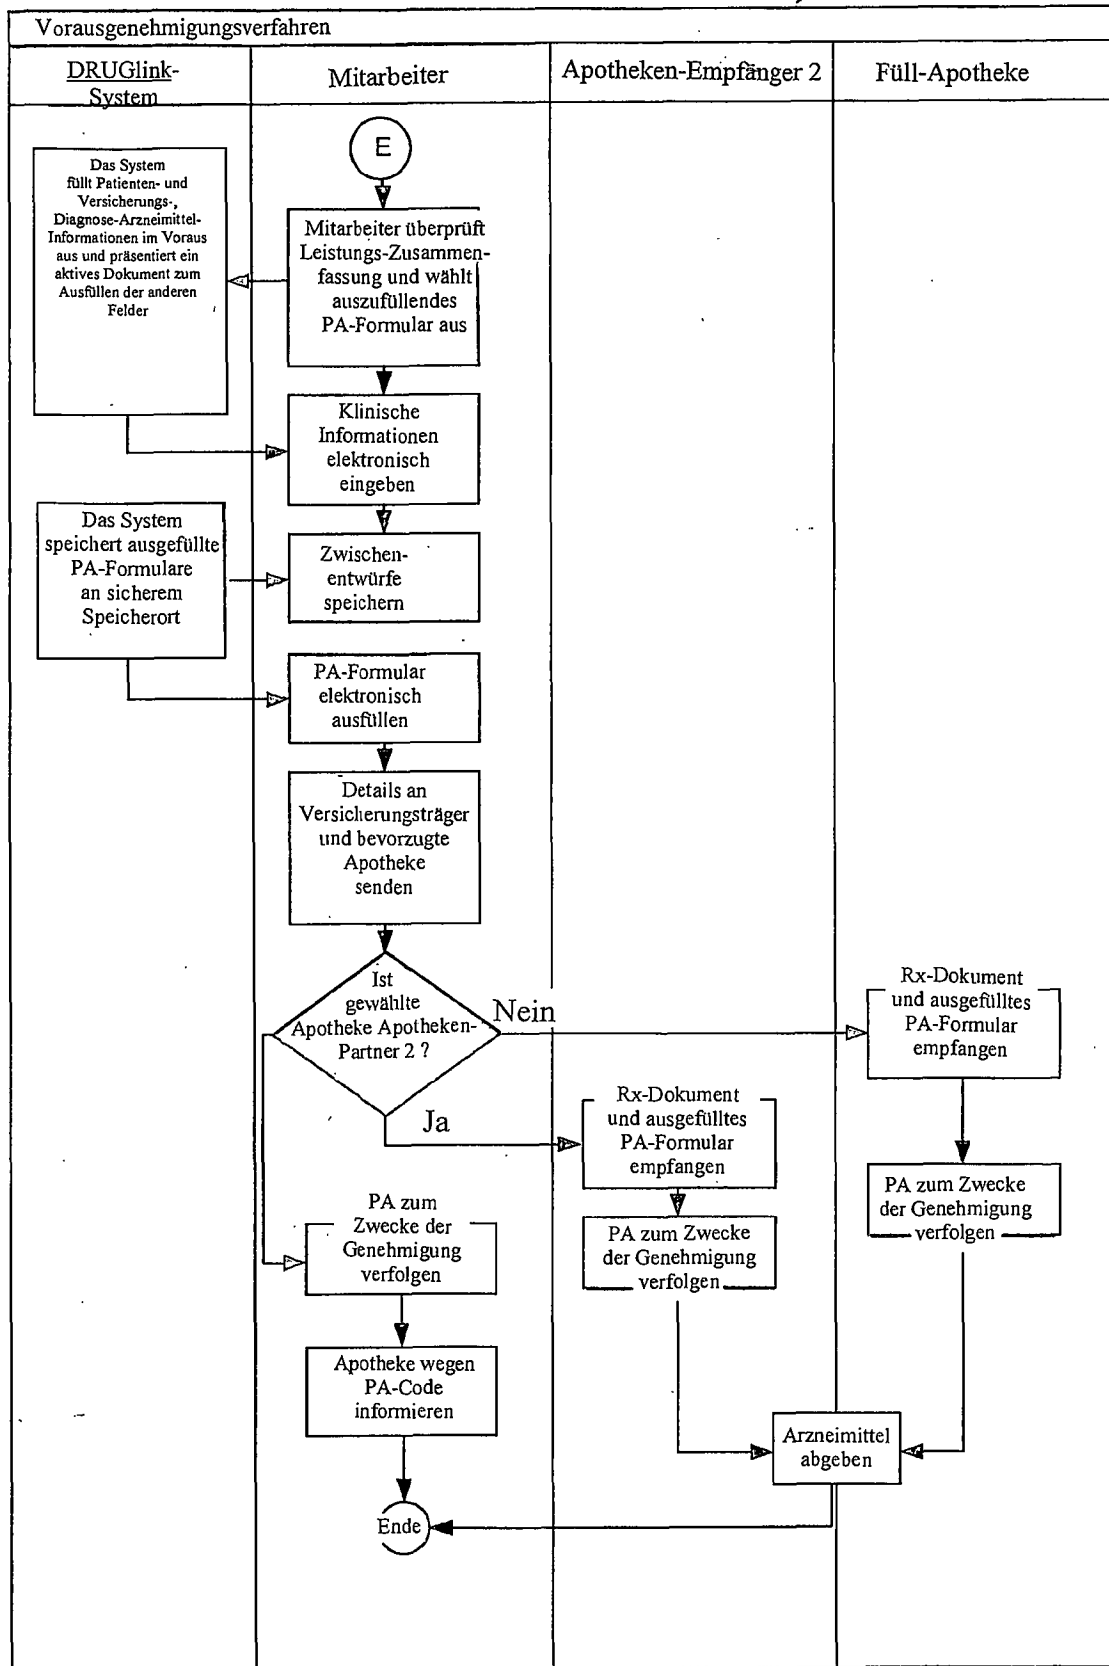 Vorausgenehmigungsverfahren
DRUGlink-
System
Mitarbeiter
Apotheken-Empfänger 2
Füll-Apotheke
E
Das System
füllt Patienten- und
Versicherungs-,
Diagnose-Arzneimittel-
Informationen im Voraus
aus und präsentiert ein
aktives Dokument zum
Ausfüllen der anderen
Felder
Mitarbeiter überprüft
Leistungs-Zusammen-
fassung und wählt
auszufüllendes
PA-Formular aus
Klinische
Informationen
elektronisch
eingeben
Das System
speichert ausgefüllte
PA-Formulare
an sicherem
Speicherort
Zwischen-
entwürfe
speichern
PA-Formular
elektronisch
ausfüllen
Details an
Versicherungsträger
und bevorzugte
Apotheke
senden
Ist
gewählte
Apotheke Apotheken-
Partner 2 ?
Nein
Ja
Rx-Dokument
und ausgefülltes
PA-Formular
empfangen
Rx-Dokument
und ausgefülltes
PA-Formular
empfangen
PA zum Zwecke
der Genehmigung
verfolgen
PA zum
Zwecke der
Genehmigung
verfolgen
PA zum Zwecke
der Genehmigung
verfolgen
Apotheke wegen
PA-Code
informieren
Arzneimittel
abgeben
Ende